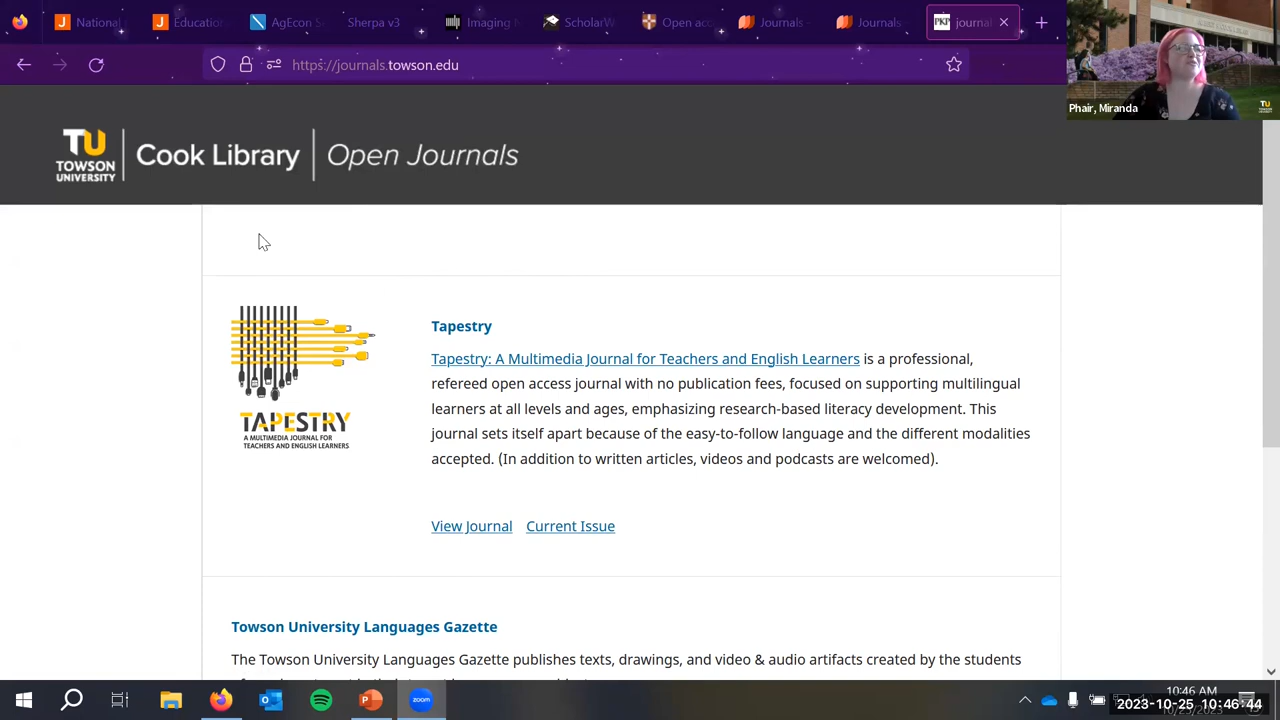 National
Education
AgEcon S
Sherpa v3
Imaging N
ScholarW
Open acc
Journals -
Journals
PKP journal
https://journals.towson.edu
Phair, Miranda
TU
TOWSON
UNIVERSITY
Cook Library
Open Journals
Tapestry
Tapestry: A Multimedia Journal for Teachers and English Learners is a professional,
refereed open access journal with no publication fees, focused on supporting multilingual
learners at all levels and ages, emphasizing research-based literacy development. This
journal sets itself apart because of the easy-to-follow language and the different modalities
accepted. (In addition to written articles, videos and podcasts are welcomed).
TAPESTRY
A MULTIMEDIA JOURNAL FOR
TEACHERS AND ENGLISH LEARNERS
View Journal Current Issue
Towson University Languages Gazette
The Towson University Languages Gazette publishes texts, drawings, and video & audio artifacts created by the students
zoom
10:46 AM
2023-10-25 10:46:44